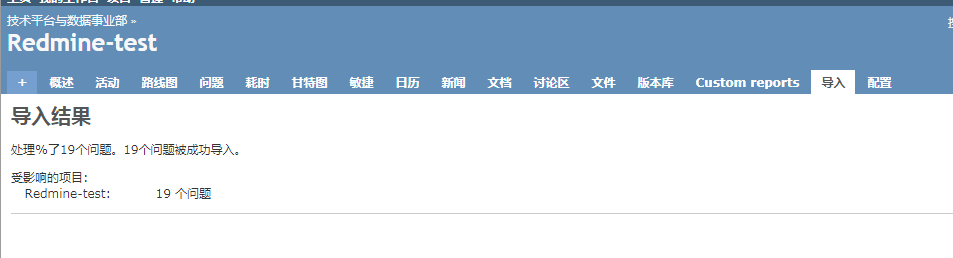 技术平台与数据事业部 »
Redmine-test
+ 概述 活动 路线图 问题 耗时 甘特图 敏捷 日历 新闻 文档 讨论区 文件 版本库 Custom reports 导入 配置
导入结果
处理%了19个问题。19个问题被成功导入。
受影响的项目:
Redmine-test: 19 个问题